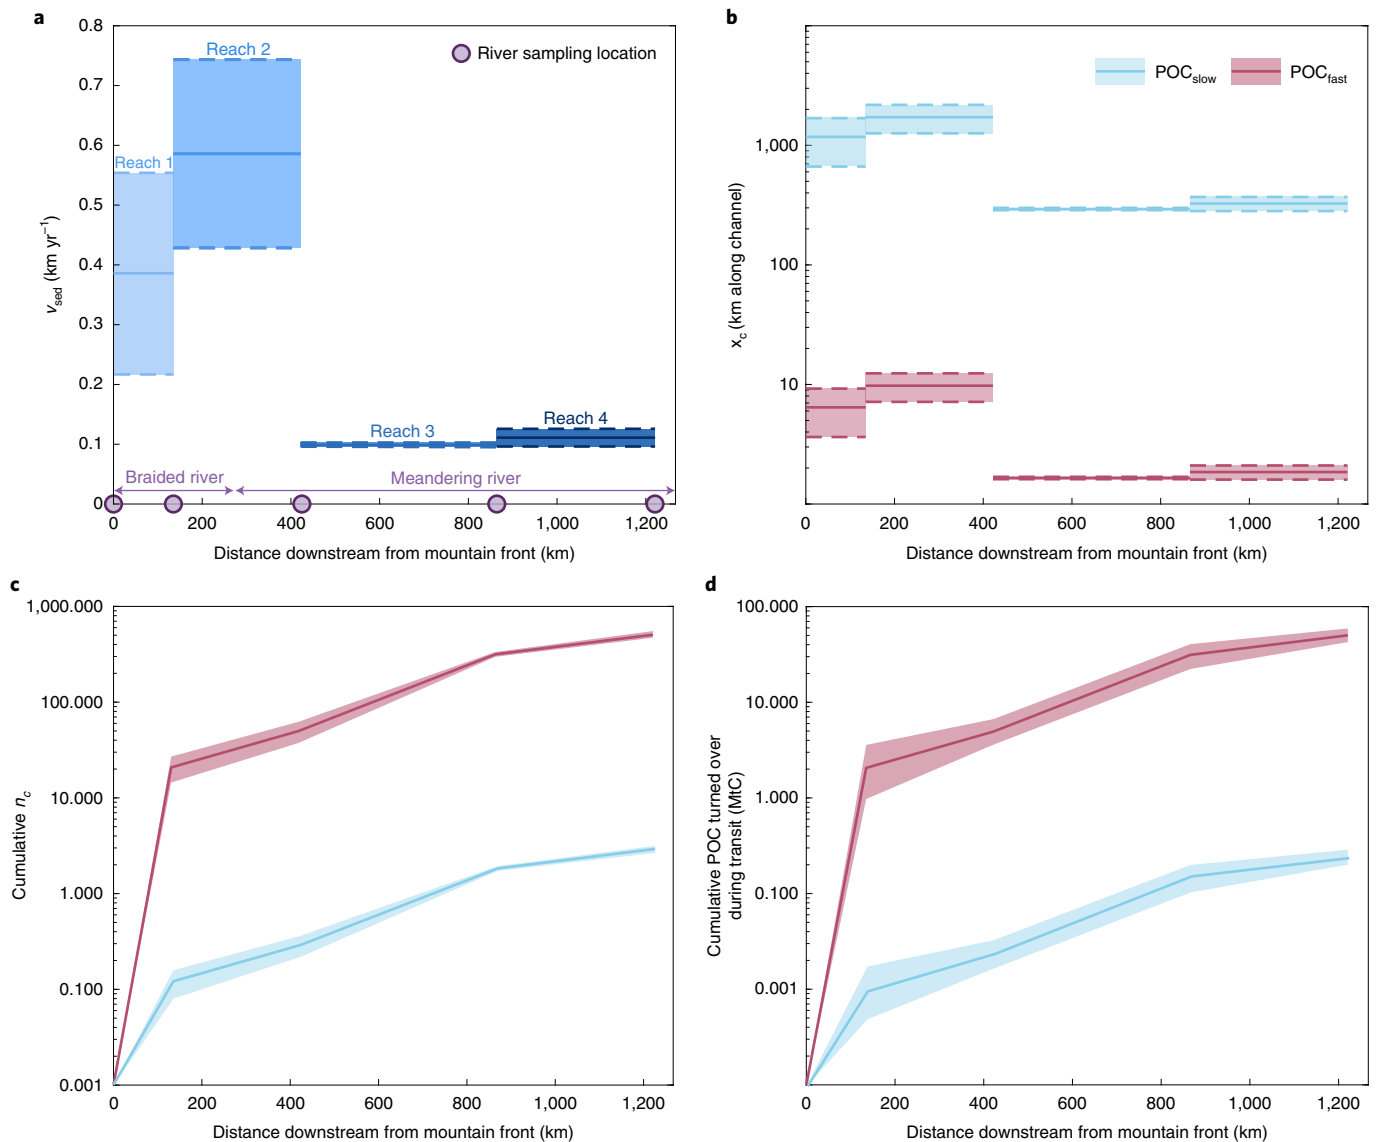 a
0.8
0.7
0.6
0.5
0.4
0.3
0.2
0.1
0
v_sed (km yr⁻¹)
Reach 1
Reach 2
Reach 3
Reach 4
River sampling location
Braided river
Meandering river
0
200
400
600
800
1,000
1,200
Distance downstream from mountain front (km)
b
1,000
100
10
x_c (km along channel)
POC_slow
POC_fast
0
200
400
600
800
1,000
1,200
Distance downstream from mountain front (km)
c
1,000.000
100.000
10.000
1.000
0.100
0.001
Cumulative n_c
0
200
400
600
800
1,000
1,200
Distance downstream from mountain front (km)
d
100.000
10.000
1.000
0.100
0.001
Cumulative POC turned over
during transit (MtC)
0
200
400
600
800
1,000
1,200
Distance downstream from mountain front (km)